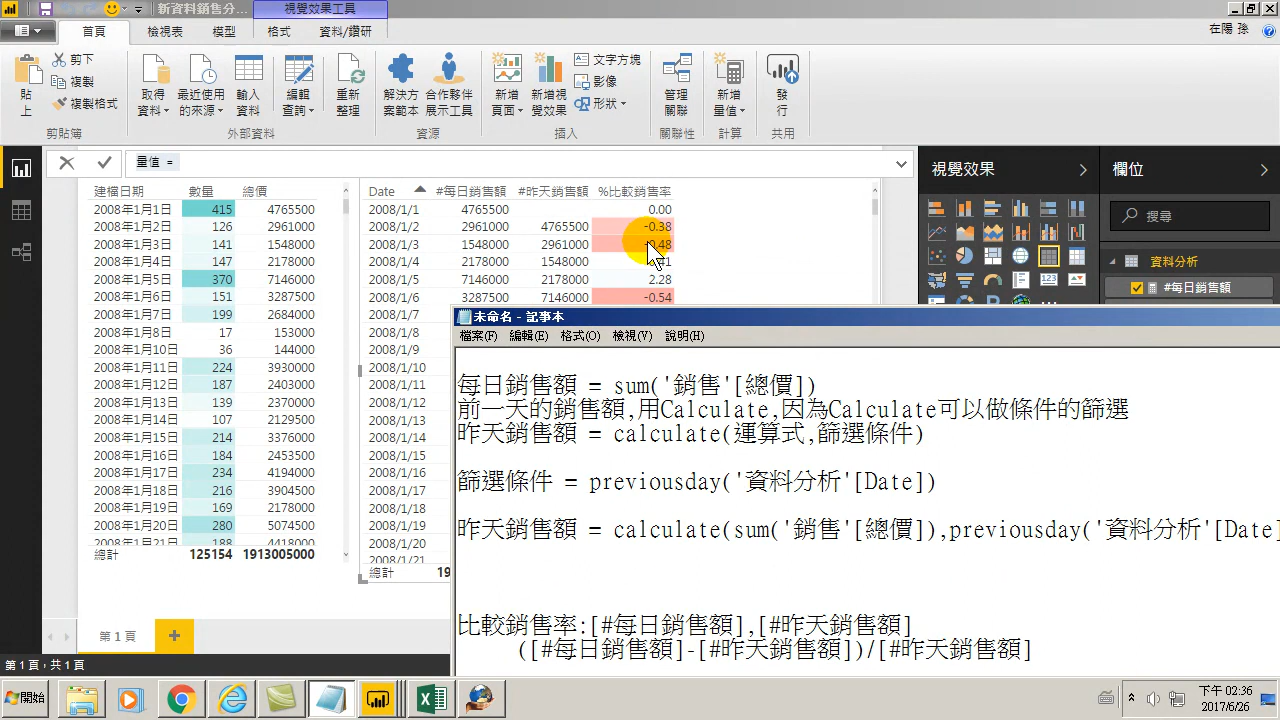 新資料銷售分...
視覺效果工具
首頁
檢視表
模型
格式
資料/鑽研
在陽 孫
貼上
剪下
複製
複製格式
剪貼簿
取得資料
最近使用的來源
輸入資料
編輯查詢
重新整理
外部資料
解決方案範本
合作夥伴展示工具
資源
新增頁面
新增視覺效果
文字方塊
影像
形狀
插入
管理關聯
關聯性
新增量值
計算
發行
共用
量值 =
視覺效果
欄位
搜尋
資料分析
#每日銷售額
建檔日期 數量 總價
2008年1月1日 415 4765500
2008年1月2日 126 2961000
2008年1月3日 141 1548000
2008年1月4日 147 2178000
2008年1月5日 370 7146000
2008年1月6日 151 3287500
2008年1月7日 199 2684000
2008年1月8日 17 153000
2008年1月10日 36 144000
2008年1月11日 224 3930000
2008年1月12日 187 2403000
2008年1月13日 139 2370000
2008年1月14日 107 2129500
2008年1月15日 214 3376000
2008年1月16日 184 2453500
2008年1月17日 234 4194000
2008年1月18日 216 3904500
2008年1月19日 169 2178000
2008年1月20日 280 5074500
2008年1月21日 188 4418000
總計 125154 1913005000
Date #每日銷售額 #昨天銷售額 %比較銷售率
2008/1/1 4765500 0.00
2008/1/2 2961000 4765500 -0.38
2008/1/3 1548000 2961000 0.48
2008/1/4 2178000 1548000
2008/1/5 7146000 2178000 2.28
2008/1/6 3287500 7146000 -0.54
2008/1/7
2008/1/8
2008/1/9
2008/1/10
2008/1/11
2008/1/12
2008/1/13
2008/1/14
2008/1/15
2008/1/16
2008/1/17
2008/1/18
2008/1/19
2008/1/20
2008/1/21
總計 19
未命名 - 記事本
檔案(F) 編輯(E) 格式(O) 檢視(V) 說明(H)
每日銷售額 = sum('銷售'[總價])
前一天的銷售額,用Calculate,因為Calculate可以做條件的篩選
昨天銷售額 = calculate(運算式,篩選條件)
篩選條件 = previousday('資料分析'[Date])
昨天銷售額 = calculate(sum('銷售'[總價]),previousday('資料分析'[Date]
比較銷售率:[#每日銷售額],[#昨天銷售額]
([#每日銷售額]-[#昨天銷售額])/[#昨天銷售額]
第 1 頁
第 1 頁，共 1 頁
開始
下午 02:36
2017/6/26